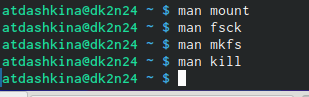 atdashkina@dk2n24 ~ $ man mount
atdashkina@dk2n24 ~ $ man fsck
atdashkina@dk2n24 ~ $ man mkfs
atdashkina@dk2n24 ~ $ man kill
atdashkina@dk2n24 ~ $